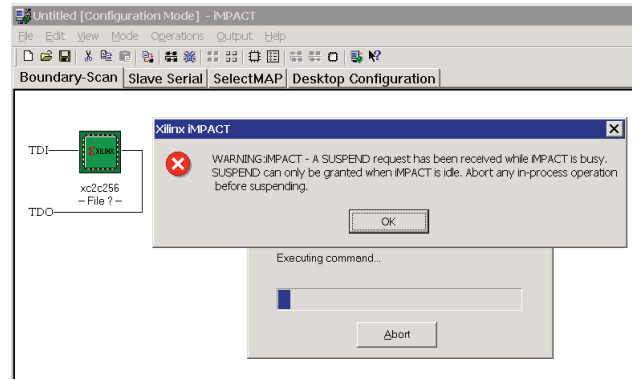 Untitled [Configuration Mode] - iMPACT
File Edit View Mode Operations Output Help
Boundary-Scan Slave Serial SelectMAP Desktop Configuration
TDI
XILINX
xc2c256
- File ? -
TDO
Xilinx iMPACT
WARNING:iMPACT - A SUSPEND request has been received while iMPACT is busy.
SUSPEND can only be granted when iMPACT is idle. Abort any in-process operation
before suspending.
OK
Executing command...
Abort